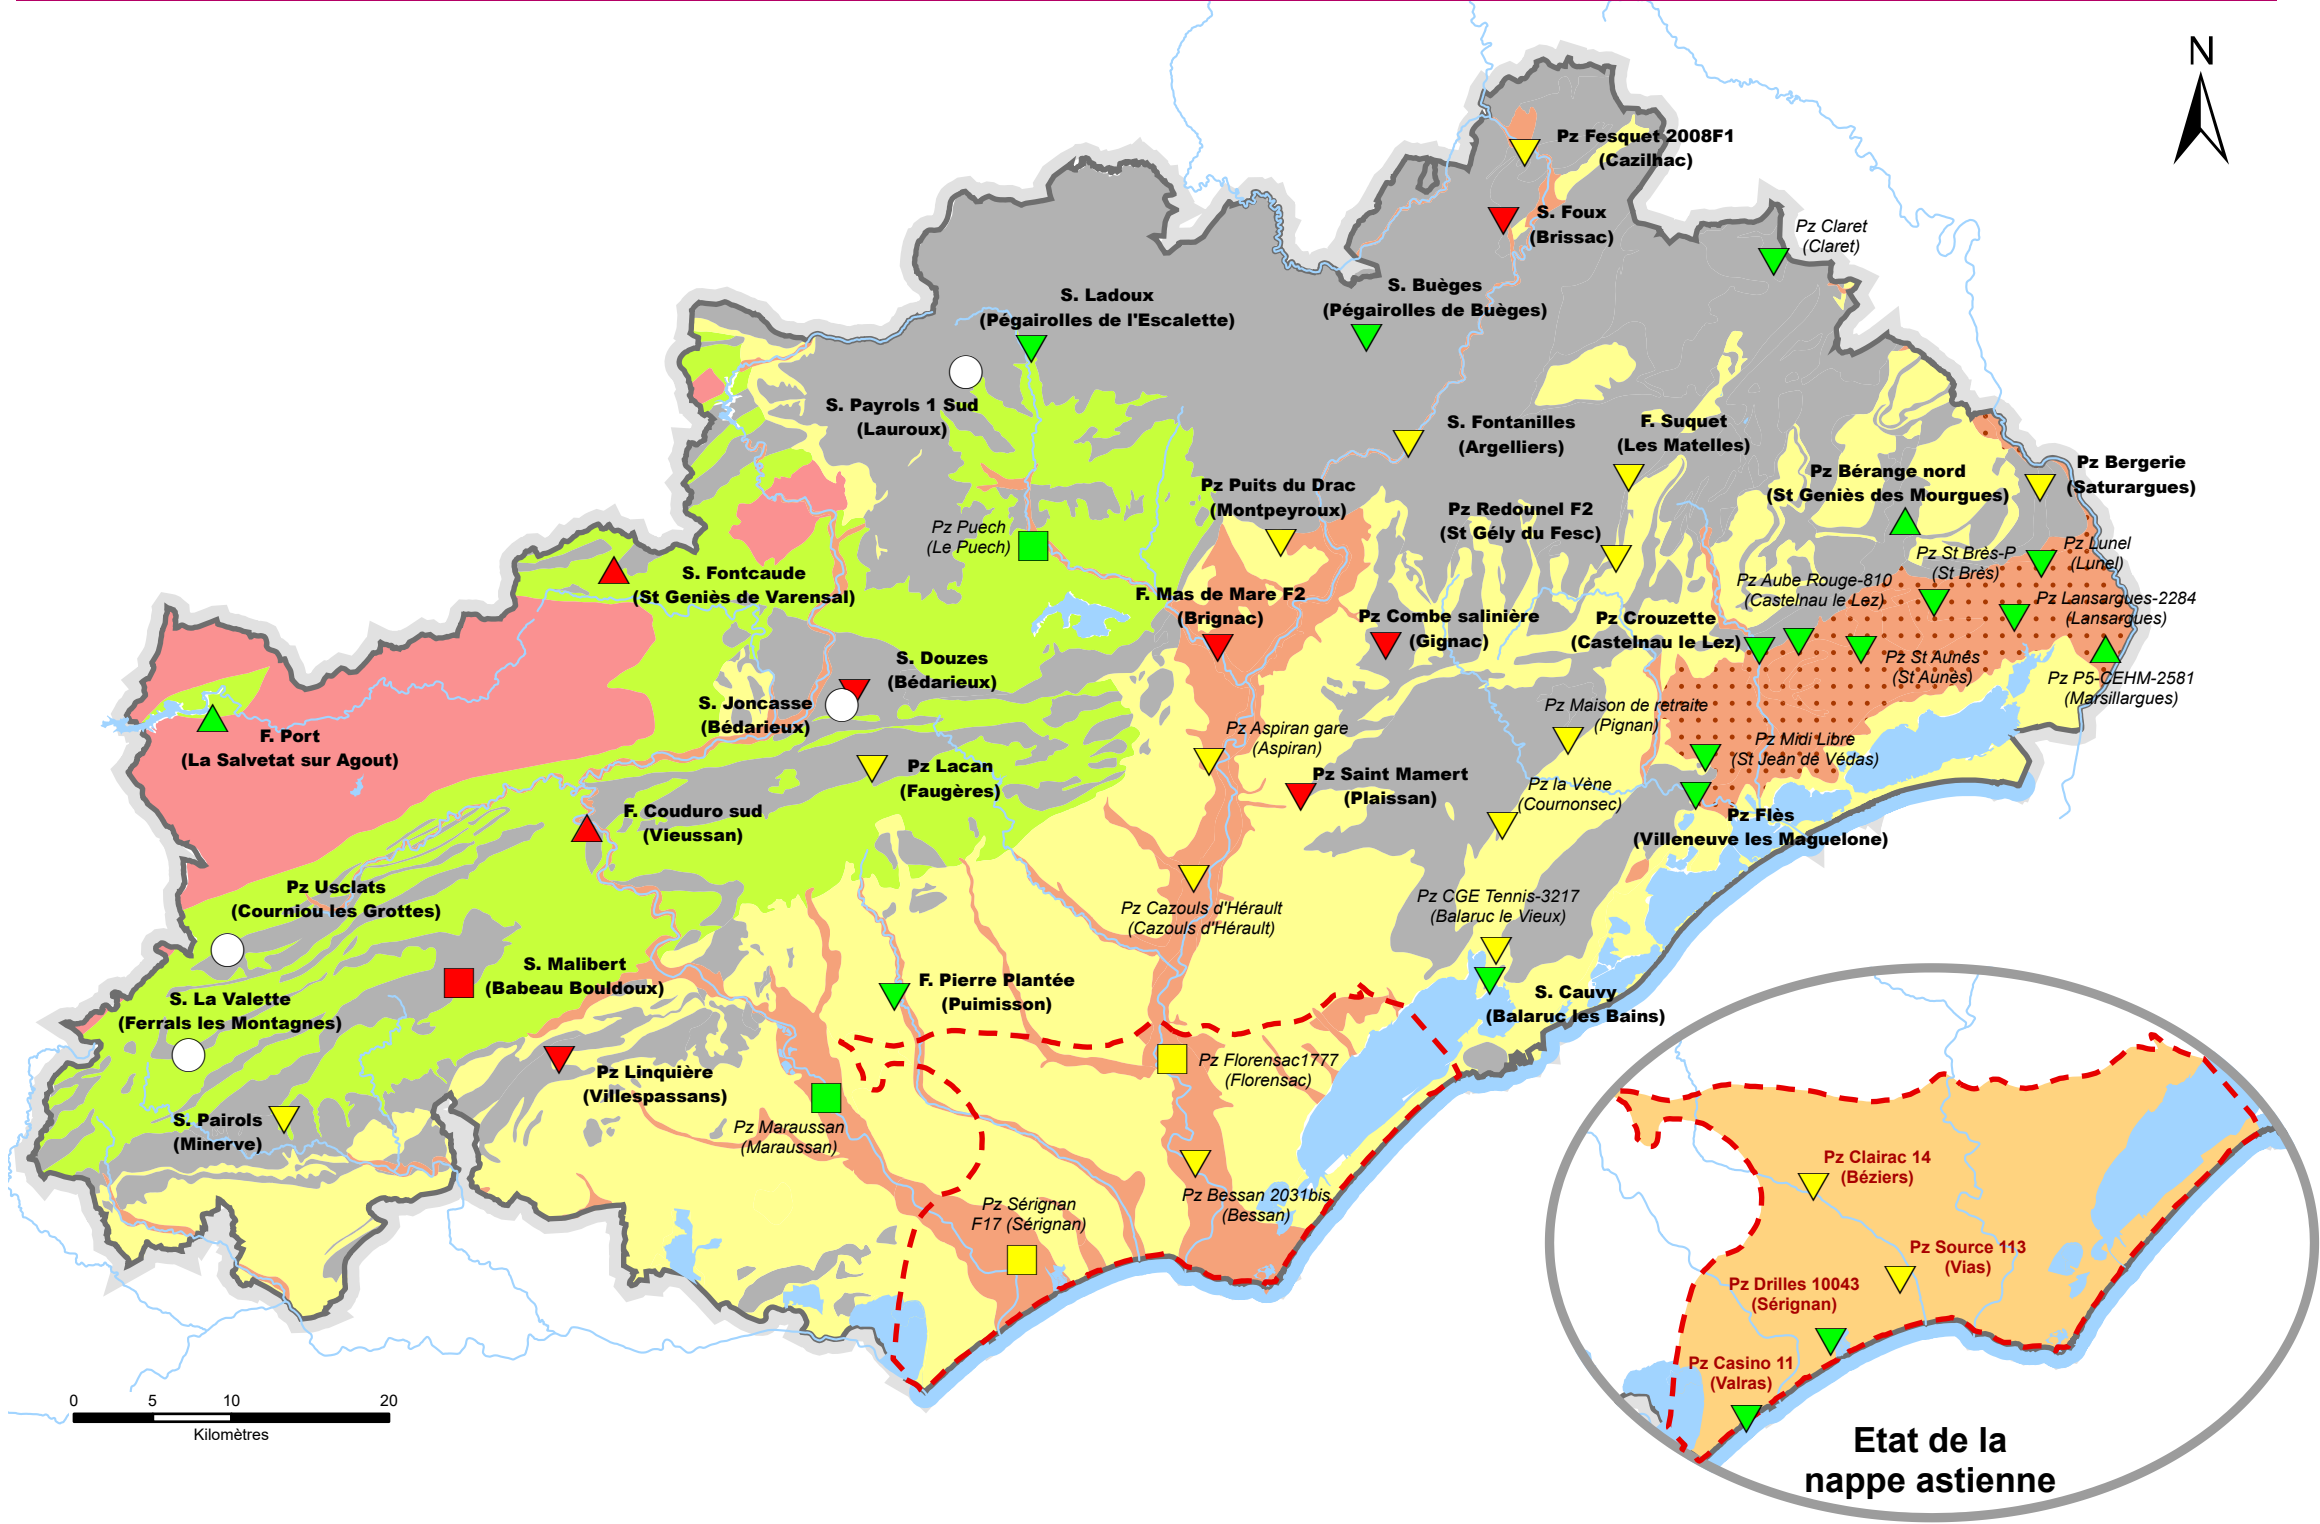 N
Pz Fesquet 2008F1
(Cazilhac)
S. Foux
(Brissac)
Pz Claret
(Claret)
S. Buèges
(Pégairolles de Buèges)
S. Ladoux
(Pégairolles de l'Escalette)
S. Payrols 1 Sud
(Lauroux)
S. Fontanilles
(Argelliers)
F. Suquet
(Les Matelles)
Pz Bérange nord
(St Geniès des Mourgues)
Pz Bergerie
(Saturargues)
Pz Puits du Drac
(Montpeyroux)
Pz Redounel F2
(St Gély du Fesc)
Pz Puech
(Le Puech)
Pz St Brès-P
(St Brès)
Pz Lunel
(Lunel)
S. Fontcaude
(St Geniès de Varensal)
Pz Aube Rouge-810
(Castelnau le Lez)
F. Mas de Mare F2
(Brignac)
Pz Combe salinière
(Gignac)
Pz Crouzette
(Castelnau le Lez)
Pz Lansargues-2284
(Lansargues)
S. Douzes
(Bédarieux)
Pz St Aunés
(St Aunès)
Pz P5-CEHM-2581
(Marsillargues)
S. Joncasse
(Bédarieux)
Pz Maison de retraite
(Pignan)
F. Port
(La Salvetat sur Agout)
Pz Aspiran gare
(Aspiran)
Pz Midi Libre
(St Jean de Védas)
Pz Lacan
(Faugères)
Pz Saint Mamert
(Plaissan)
Pz la Vène
(Cournonsec)
F. Couduro sud
(Vieussan)
Pz Flès
(Villeneuve les Maguelone)
Pz Usclats
(Courniou les Grottes)
Pz Cazouls d'Hérault
(Cazouls d'Hérault)
Pz CGE Tennis-3217
(Balaruc le Vieux)
S. Malibert
(Babeau Bouldoux)
F. Pierre Plantée
(Puimisson)
S. Cauvy
(Balaruc les Bains)
S. La Valette
(Ferrals les Montagnes)
Pz Linquière
(Villespassans)
Pz Florensac1777
(Florensac)
S. Pairols
(Minerve)
Pz Maraussan
(Maraussan)
Pz Bessan 2031bis
(Bessan)
Pz Sérignan
F17 (Sérignan)
Pz Clairac 14
(Béziers)
Pz Source 113
(Vias)
Pz Drilles 10043
(Sérignan)
Pz Casino 11
(Valras)
Etat de la
nappe astienne
0 5 10 20
Kilomètres